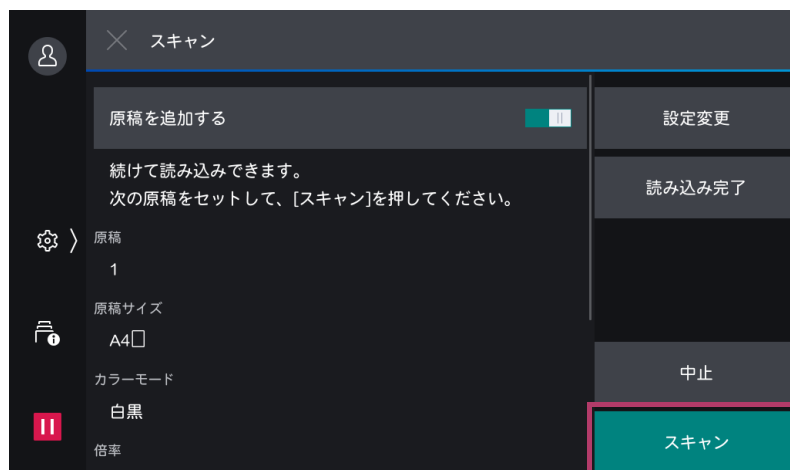 スキャン
原稿を追加する
設定変更
続けて読み込みできます。
次の原稿をセットして、[スキャン]を押してください。
読み込み完了
原稿
1
原稿サイズ
A4
カラーモード
白黒
倍率
中止
スキャン